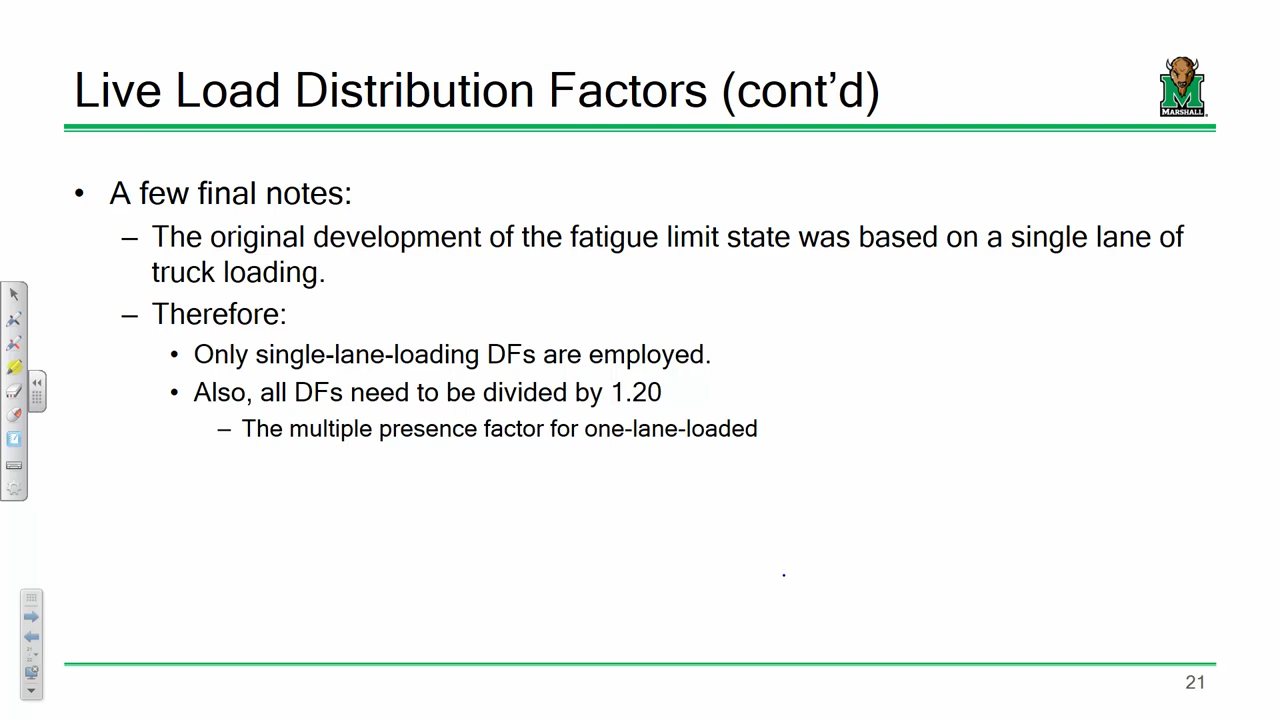 Live Load Distribution Factors (cont’d)
MARSHALL
• A few final notes:
– The original development of the fatigue limit state was based on a single lane of
truck loading.
– Therefore:
• Only single-lane-loading DFs are employed.
• Also, all DFs need to be divided by 1.20
– The multiple presence factor for one-lane-loaded
21